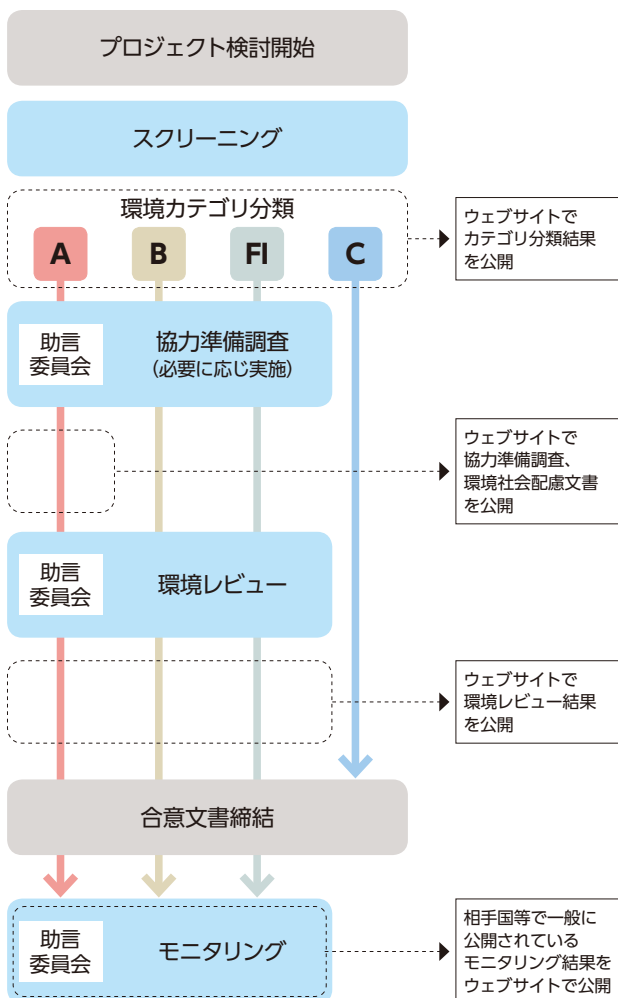 プロジェクト検討開始
スクリーニング
環境カテゴリ分類
A
B
FI
C
ウェブサイトで
カテゴリ分類結果
を公開
助言
委員会
協力準備調査
(必要に応じ実施)
ウェブサイトで
協力準備調査、
環境社会配慮文書
を公開
助言
委員会
環境レビュー
ウェブサイトで
環境レビュー結果
を公開
合意文書締結
助言
委員会
モニタリング
相手国等で一般に
公開されている
モニタリング結果を
ウェブサイトで公開